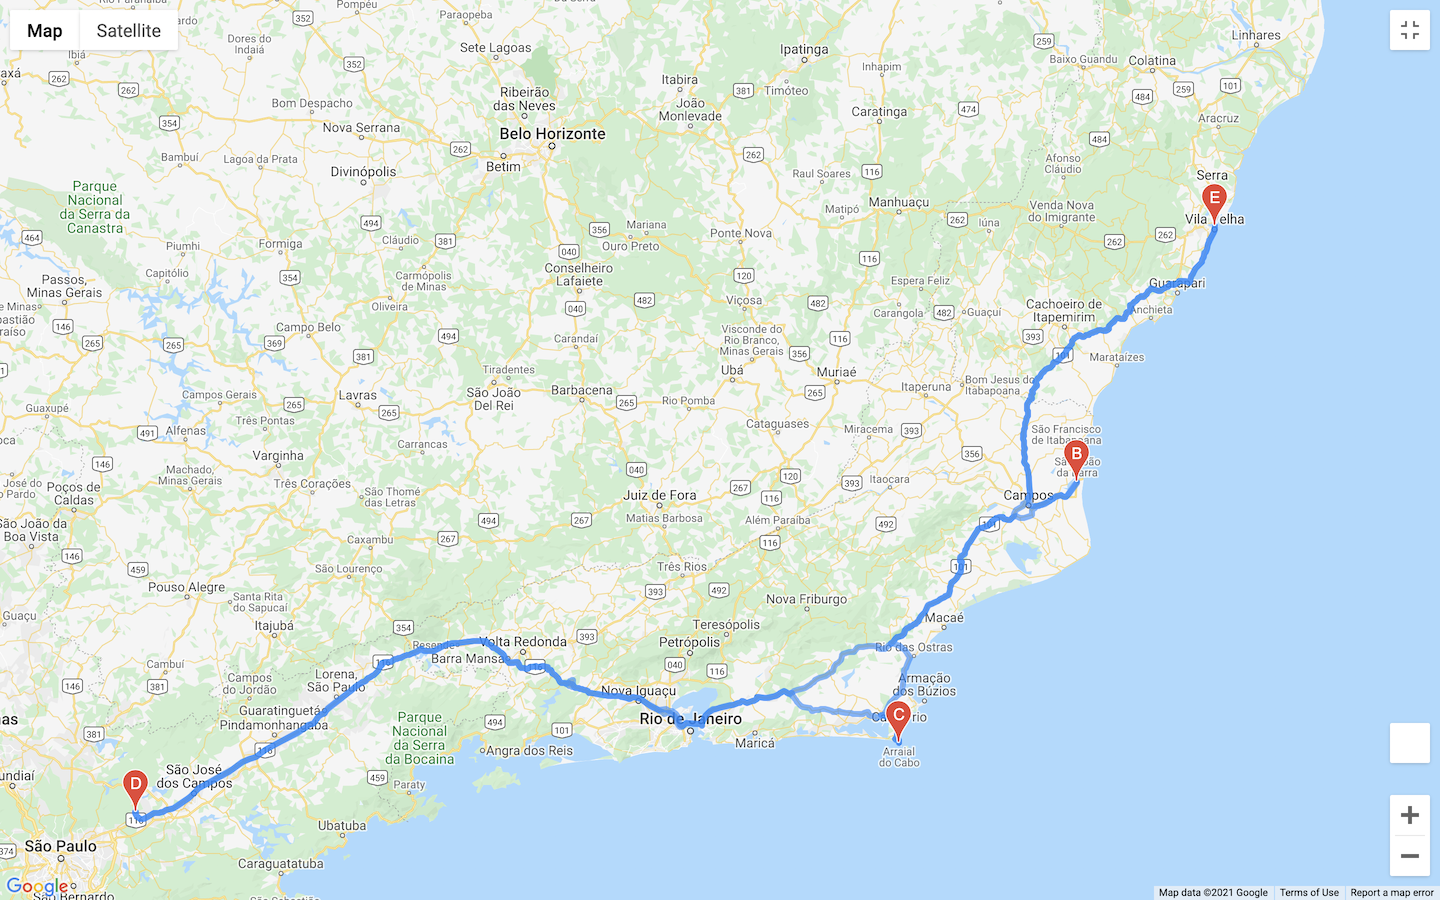 Map
Satellite
Pompéu
Paraopeba
352
Dores do
Indaiá
Sete Lagoas
Ipatinga
259
Linhares
Ibiá
262
352
Itabira
Inhapim
Baixo Guandu
Colatina
262
Bom Despacho
Ribeirão
das Neves
João
Monlevade
381
Timóteo
Caratinga
474
484
259
101
Aracruz
354
Nova Serrana
Belo Horizonte
484
Bambuí
Lagoa da Prata
262
Betim
262
Afonso
Cláudio
Divinópolis
116
Raul Soares
Serra
Parque
Nacional
da Serra da
Canastra
E
Matipó
Manhuaçu
Venda Nova
do Imigrante
494
356
Mariana
Ponte Nova
262
Iúna
464
Piumhi
Formiga
Cláudio
381
Ouro Preto
262
262
040
116
Capitólio
354
Carmópolis
de Minas
Conselheiro
Lafaiete
120
Espera Feliz
Guarapari
Passos,
Minas Gerais
Oliveira
482
Viçosa
482
Cachoeiro de
Itapemirim
Anchieta
040
Carangola
482
Guaçuí
146
Campo Belo
494
Carandaí
Visconde do
Rio Branco,
Minas Gerais
116
393
265
265
369
381
356
101
Marataízes
Tiradentes
Ubá
Muriaé
Bom Jesus do
Itabapoana
Itaperuna
Campos Gerais
Lavras
São João
Del Rei
Barbacena
265
Guaxupé
265
265
265
Rio Pomba
Três Pontas
Cataguases
Miracema
393
São Francisco
de Itabapoana
491
Alfenas
Carrancas
B
146
Varginha
356
Machado,
Minas Gerais
040
120
Itaocara
José do
Rio Pardo
Poços de
Caldas
Três Corações
São Thomé
das Letras
267
116
393
Campos
Juiz de Fora
São João da
Boa Vista
494
267
Matias Barbosa
Além Paraíba
492
101
146
Caxambu
267
116
459
São Lourenço
Três Rios
101
Pouso Alegre
393
492
Santa Rita
do Sapucaí
Nova Friburgo
Guaçu
Itajubá
354
Teresópolis
Macaé
Resende
Volta Redonda
393
Petrópolis
Rio das Ostras
Cambuí
116
Barra Mansa
116
040
116
146
381
Campos
do Jordão
Lorena,
São Paulo
Nova Iguaçu
Armação
dos Búzios
Guaratinguetá
Pindamonhangaba
Parque
Nacional
da Serra
da Bocaina
494
101
Rio de Janeiro
C
381
116
Angra dos Reis
Maricá
Arraial
do Cabo
São José
dos Campos
459
Paraty
D
116
Ubatuba
374
São Paulo
Caraguatatuba
Google
São Bernardo
Map data ©2021 Google
Terms of Use
Report a map error